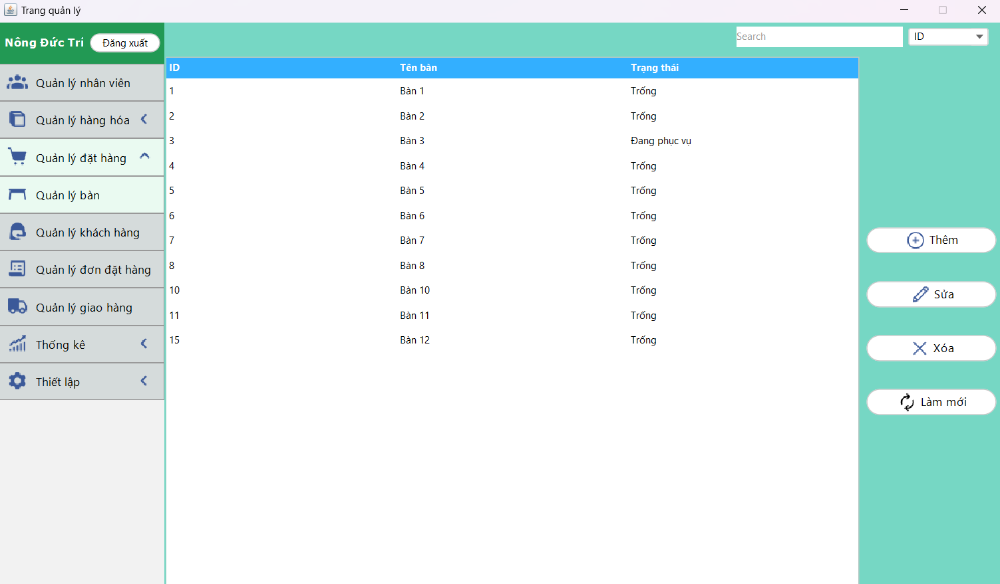 Trang quản lý
Nông Đức Trí
Đăng xuất
Search
ID
Quản lý nhân viên
Quản lý hàng hóa
Quản lý đặt hàng
Quản lý bàn
Quản lý khách hàng
Quản lý đơn đặt hàng
Quản lý giao hàng
Thống kê
Thiết lập
ID Tên bàn Trạng thái
1 Bàn 1 Trống
2 Bàn 2 Trống
3 Bàn 3 Đang phục vụ
4 Bàn 4 Trống
5 Bàn 5 Trống
6 Bàn 6 Trống
7 Bàn 7 Trống
8 Bàn 8 Trống
10 Bàn 10 Trống
11 Bàn 11 Trống
15 Bàn 12 Trống
Thêm
Sửa
Xóa
Làm mới